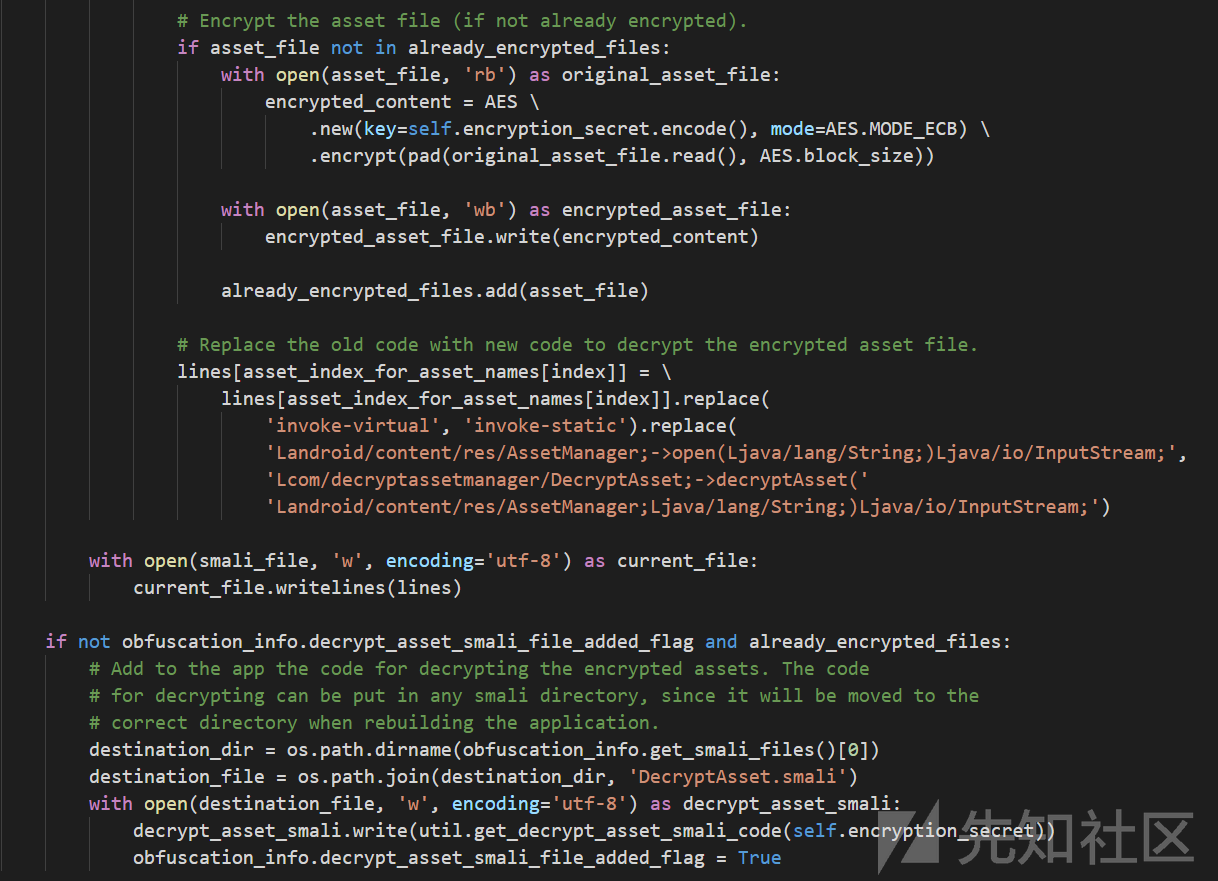 # Encrypt the asset file (if not already encrypted).
if asset_file not in already_encrypted_files:
with open(asset_file, 'rb') as original_asset_file:
encrypted_content = AES \
.new(key=self.encryption_secret.encode(), mode=AES.MODE_ECB) \
.encrypt(pad(original_asset_file.read(), AES.block_size))
with open(asset_file, 'wb') as encrypted_asset_file:
encrypted_asset_file.write(encrypted_content)
already_encrypted_files.add(asset_file)
# Replace the old code with new code to decrypt the encrypted asset file.
lines[asset_index_for_asset_names[index]] = \
lines[asset_index_for_asset_names[index]].replace(
'invoke-virtual', 'invoke-static').replace(
'Landroid/content/res/AssetManager;->open(Ljava/lang/String;)Ljava/io/InputStream;',
'Lcom/decryptassetmanager/DecryptAsset;->decryptAsset('
'Landroid/content/res/AssetManager;Ljava/lang/String;)Ljava/io/InputStream;')
with open(smali_file, 'w', encoding='utf-8') as current_file:
current_file.writelines(lines)
if not obfuscation_info.decrypt_asset_smali_file_added_flag and already_encrypted_files:
# Add to the app the code for decrypting the encrypted assets. The code
# for decrypting can be put in any smali directory, since it will be moved to the
# correct directory when rebuilding the application.
destination_dir = os.path.dirname(obfuscation_info.get_smali_files()[0])
destination_file = os.path.join(destination_dir, 'DecryptAsset.smali')
with open(destination_file, 'w', encoding='utf-8') as decrypt_asset_smali:
decrypt_asset_smali.write(util.get_decrypt_asset_smali_code(self.encryption_secret))
obfuscation_info.decrypt_asset_smali_file_added_flag = True
先知社区